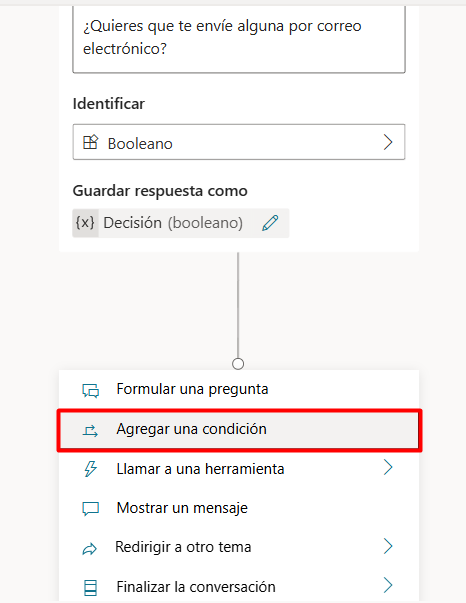 ¿Quieres que te envíe alguna por correo
electrónico?
Identificar
Booleano
Guardar respuesta como
{x} Decisión (booleano)
Formular una pregunta
Agregar una condición
Llamar a una herramienta
Mostrar un mensaje
Redirigir a otro tema
Finalizar la conversación